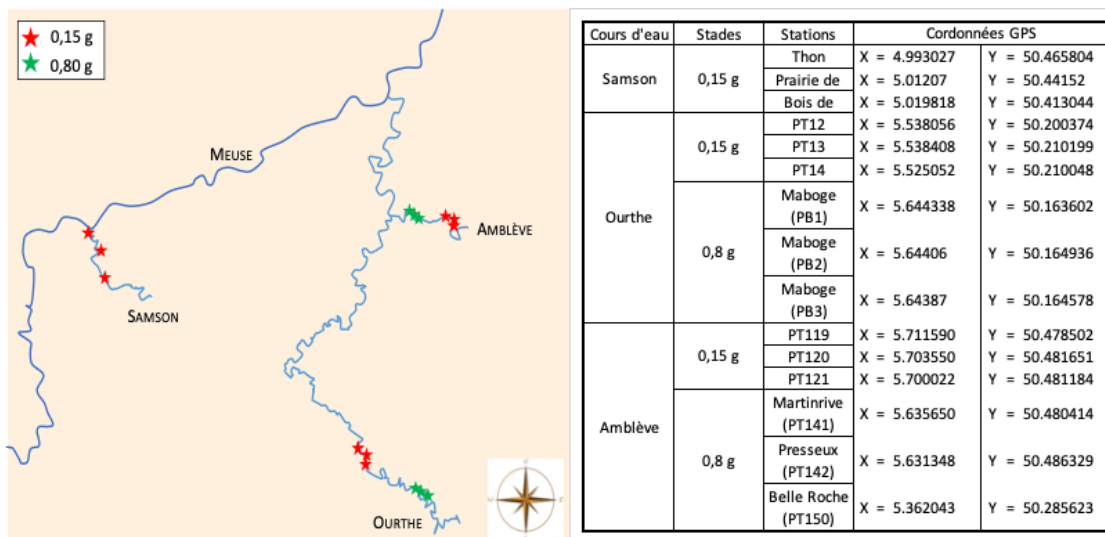 0,15 g
0,80 g
MEUSE
AMBLÈVE
SAMSON
OURTHE
Cours d'eau Stades Stations Cordonnées GPS
Samson 0,15 g Thon X = 4.993027 Y = 50.465804
Prairie de X = 5.01207 Y = 50.44152
Bois de X = 5.019818 Y = 50.413044
Ourthe 0,15 g PT12 X = 5.538056 Y = 50.200374
PT13 X = 5.538408 Y = 50.210199
PT14 X = 5.525052 Y = 50.210048
0,8 g Maboge (PB1) X = 5.644338 Y = 50.163602
Maboge (PB2) X = 5.64406 Y = 50.164936
Maboge (PB3) X = 5.64387 Y = 50.164578
Amblève 0,15 g PT119 X = 5.711590 Y = 50.478502
PT120 X = 5.703550 Y = 50.481651
PT121 X = 5.700022 Y = 50.481184
0,8 g Martinrive (PT141) X = 5.635650 Y = 50.480414
Presseux (PT142) X = 5.631348 Y = 50.486329
Belle Roche (PT150) X = 5.362043 Y = 50.285623